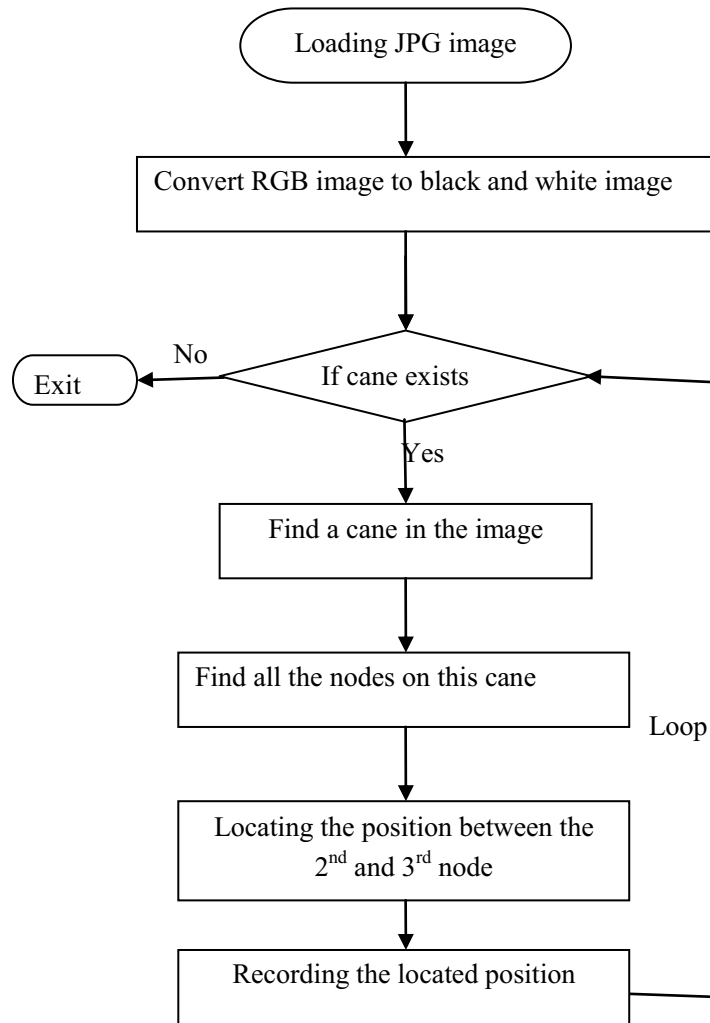 Loading JPG image
Convert RGB image to black and white image
No
If cane exists
Exit
Yes
Find a cane in the image
Find all the nodes on this cane
Loop
Locating the position between the
2nd and 3rd node
Recording the located position